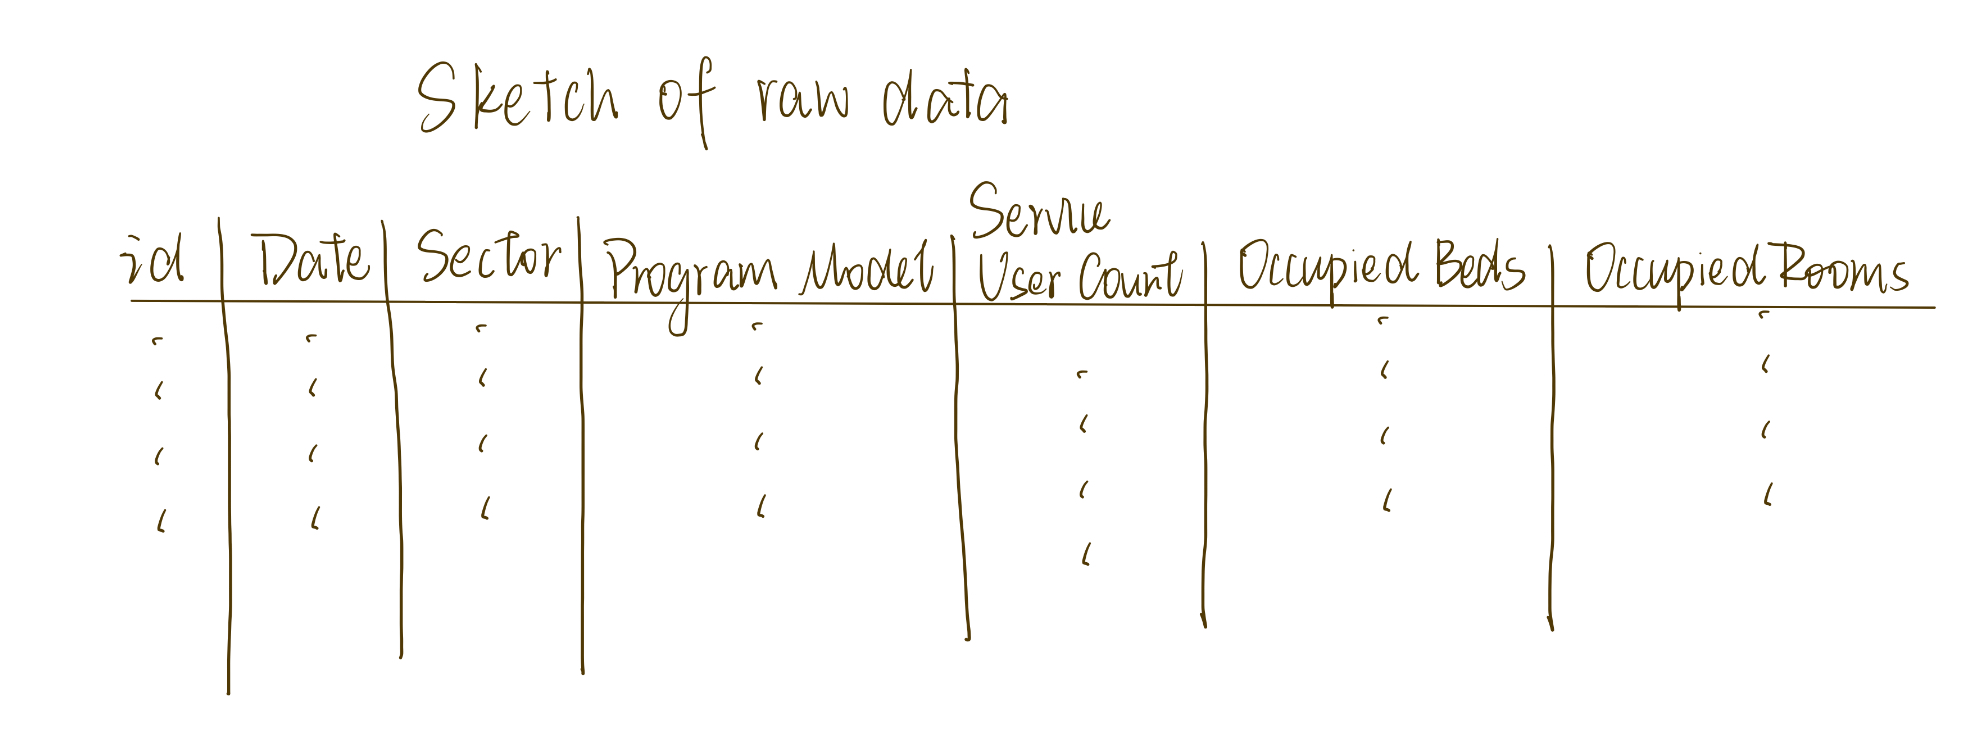 Sketch of raw data
id Date Sector Program Model Service User Count Occupied Beds Occupied Rooms